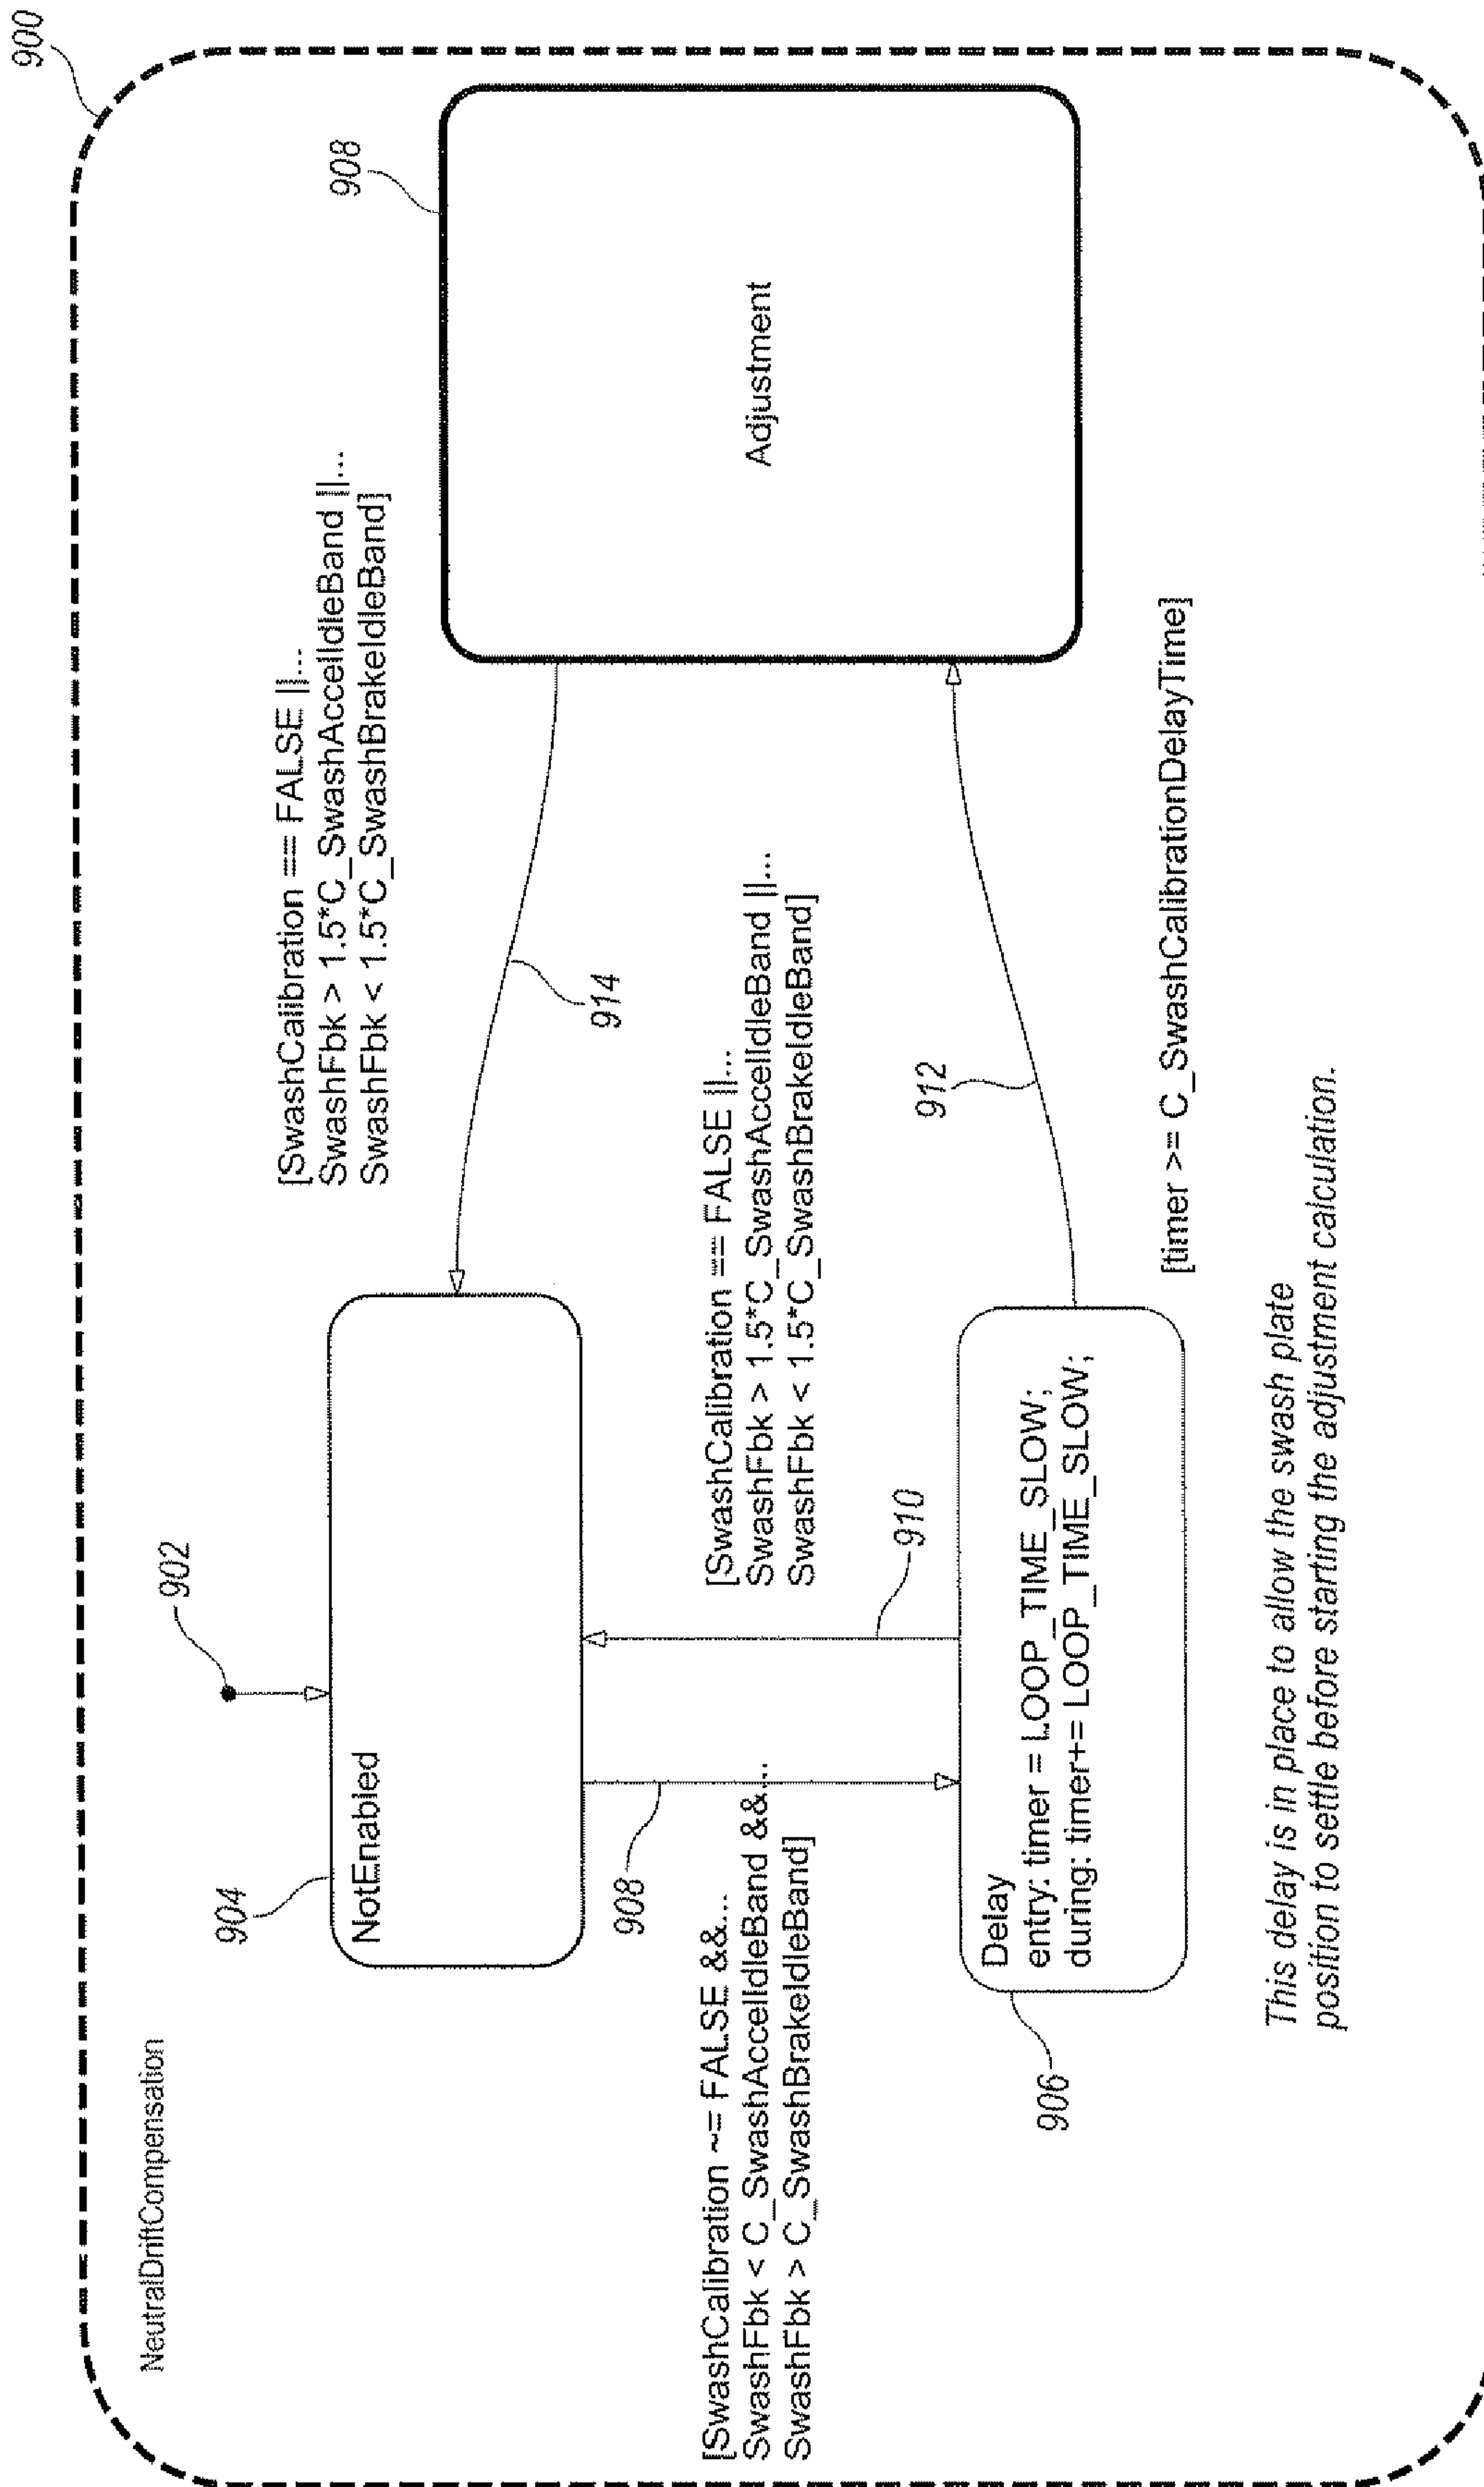 900
NeutralDriftCompensation
902
904
NotEnabled
[SwashCalibration == FALSE ||...
SwashFbk > 1.5*C_SwashAccelIdleBand ||...
SwashFbk < 1.5*C_SwashBrakeIdleBand]
908
914
Adjustment
[SwashCalibration ~= FALSE &&...
SwashFbk < C_SwashAccelIdleBand &&...
SwashFbk > C_SwashBrakeIdleBand]
908
910
[SwashCalibration == FALSE ||...
SwashFbk > 1.5*C_SwashAccelIdleBand ||...
SwashFbk < 1.5*C_SwashBrakeIdleBand]
912
906
Delay
entry: timer = LOOP_TIME_SLOW;
during: timer+= LOOP_TIME_SLOW;
[timer >= C_SwashCalibrationDelayTime]
This delay is in place to allow the swash plate
position to settle before starting the adjustment calculation.